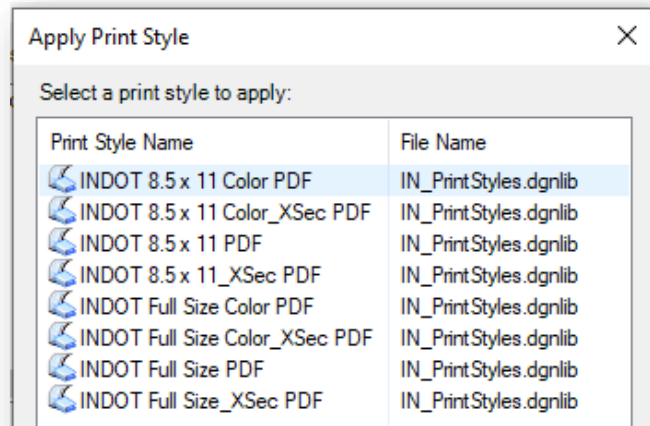 Apply Print Style
Select a print style to apply:
Print Style Name File Name
INDOT 8.5 x 11 Color PDF IN_PrintStyles.dgnlib
INDOT 8.5 x 11 Color_XSec PDF IN_PrintStyles.dgnlib
INDOT 8.5 x 11 PDF IN_PrintStyles.dgnlib
INDOT 8.5 x 11_XSec PDF IN_PrintStyles.dgnlib
INDOT Full Size Color PDF IN_PrintStyles.dgnlib
INDOT Full Size Color_XSec PDF IN_PrintStyles.dgnlib
INDOT Full Size PDF IN_PrintStyles.dgnlib
INDOT Full Size_XSec PDF IN_PrintStyles.dgnlib